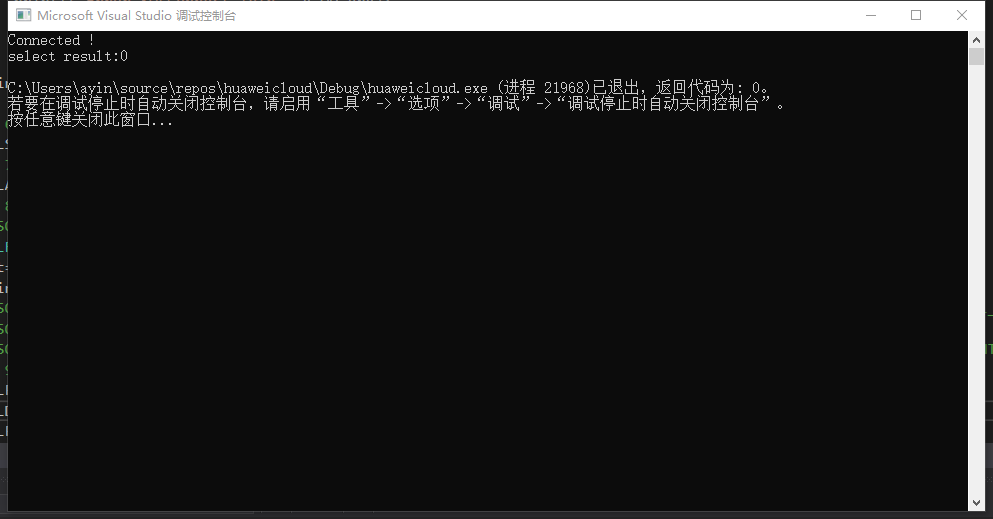 Microsoft Visual Studio 调试控制台
Connected !
select result:0
C:\Users\ayin\source\repos\huaweicloud\Debug\huaweicloud.exe (进程 21968)已退出，返回代码为: 0。
若要在调试停止时自动关闭控制台，请启用“工具”->“选项”->“调试”->“调试停止时自动关闭控制台”。
按任意键关闭此窗口...